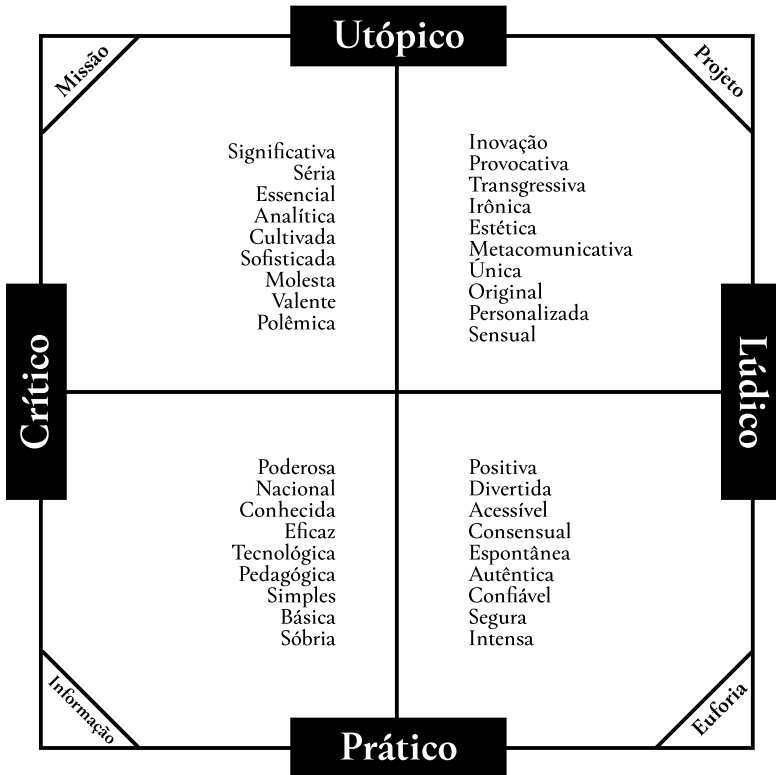 Utópico
Missão
Projeto
Significativa
Séria
Essencial
Analítica
Cultivada
Sofisticada
Molesta
Valente
Polêmica
Inovação
Provocativa
Transgressiva
Irônica
Estética
Metacomunicativa
Única
Original
Personalizada
Sensual
Crítico
Lúdico
Poderosa
Nacional
Conhecida
Eficaz
Tecnológica
Pedagógica
Simples
Básica
Sóbria
Positiva
Divertida
Acessível
Consensual
Espontânea
Autêntica
Confiável
Segura
Intensa
Informação
Euforia
Prático